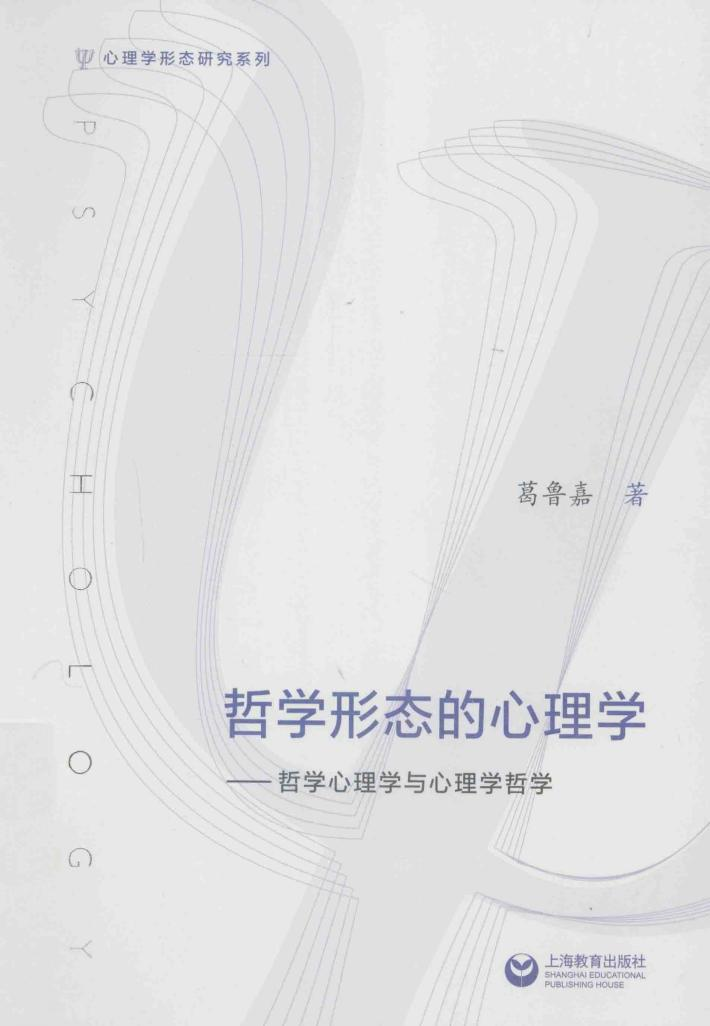 心理学形态研究系列
PSYCHOLOGY
葛鲁嘉 著
哲学形态的心理学
——哲学心理学与心理学哲学
上海教育出版社
SHANGHAI EDUCATIONAL
PUBLISHING HOUSE